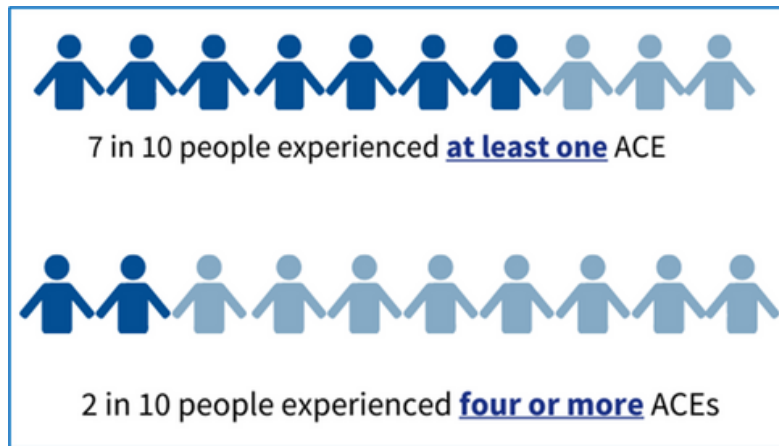 7 in 10 people experienced at least one ACE
2 in 10 people experienced four or more ACEs